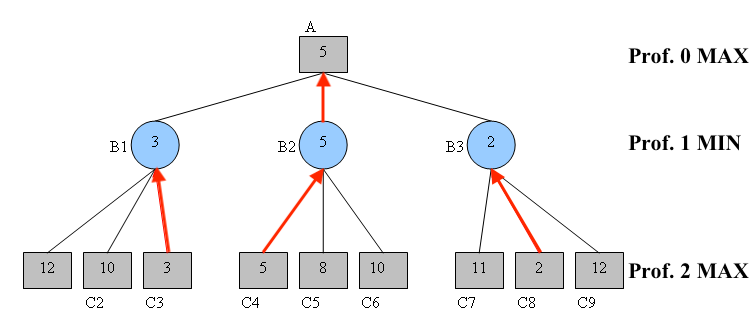 A
5
Prof. 0 MAX
B1
3
B2
5
B3
2
Prof. 1 MIN
12
10
3
5
8
10
11
2
12
Prof. 2 MAX
C2
C3
C4
C5
C6
C7
C8
C9